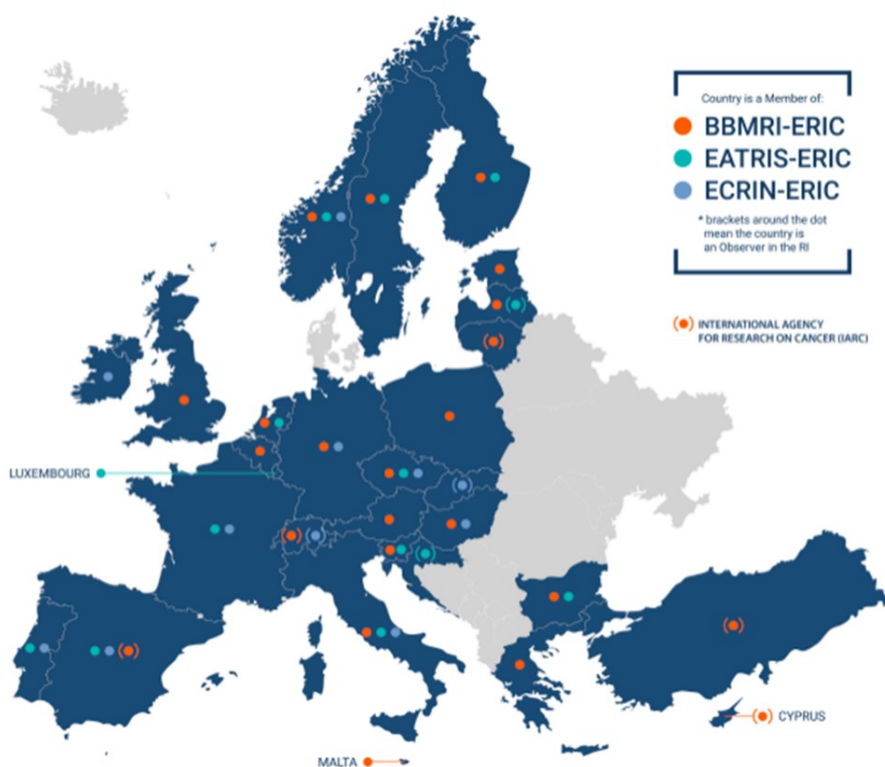 Country is a Member of:
BBMRI-ERIC
EATRIS-ERIC
ECRIN-ERIC
* brackets around the dot
mean the country is
an Observer in the RI
INTERNATIONAL AGENCY
FOR RESEARCH ON CANCER (IARC)
LUXEMBOURG
CYPRUS
MALTA